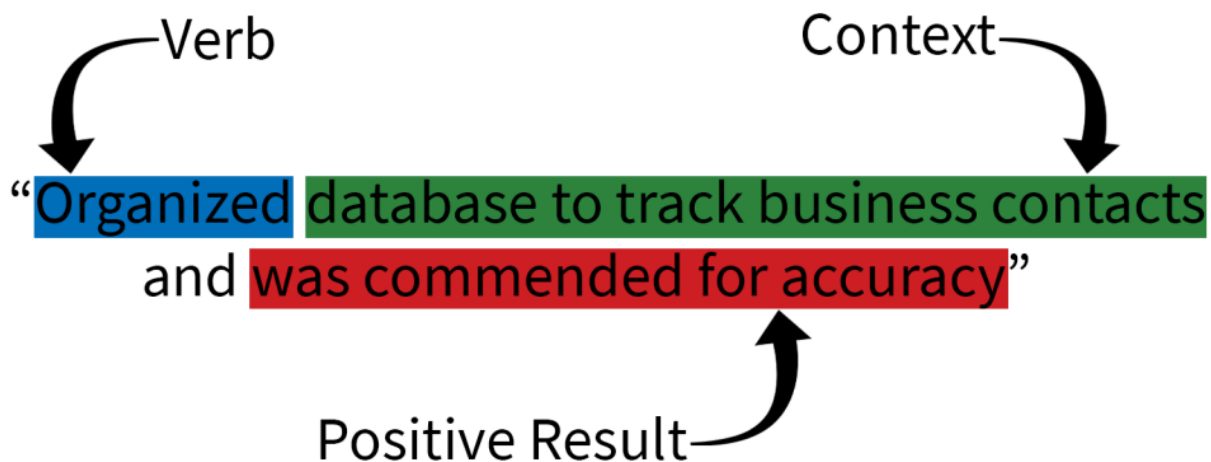 Verb
Context
“Organized database to track business contacts
and was commended for accuracy”
Positive Result